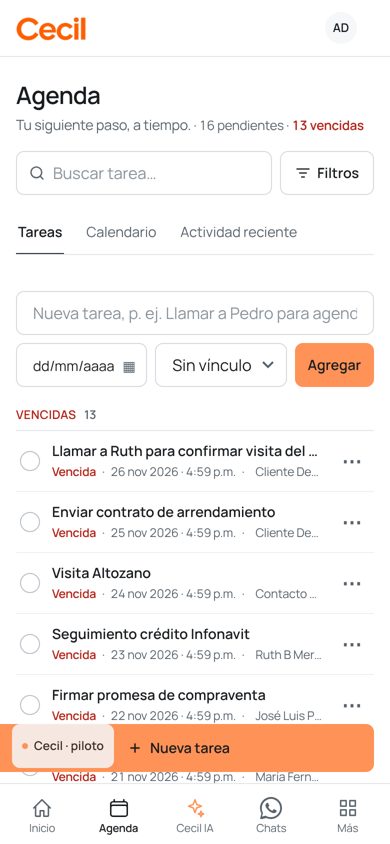 Cecil
AD
Agenda
Tu siguiente paso, a tiempo. · 16 pendientes · 13 vencidas
Buscar tarea...
Filtros
Tareas
Calendario
Actividad reciente
Nueva tarea, p. ej. Llamar a Pedro para agend
dd/mm/aaaa
Sin vínculo
Agregar
VENCIDAS 13
Llamar a Ruth para confirmar visita del ...
Vencida · 26 nov 2026 · 4:59 p.m. · Cliente De...
Enviar contrato de arrendamiento
Vencida · 25 nov 2026 · 4:59 p.m. · Cliente De...
Visita Altozano
Vencida · 24 nov 2026 · 4:59 p.m. · Contacto ...
Seguimiento crédito Infonavit
Vencida · 23 nov 2026 · 4:59 p.m. · Ruth B Mer...
Firmar promesa de compraventa
Vencida · 22 nov 2026 · 4:59 p.m. · José Luis P...
Cecil · piloto
+ Nueva tarea
Vencida · 21 nov 2026 · 4:59 p.m. · María Fern...
Inicio
Agenda
Cecil IA
Chats
Más